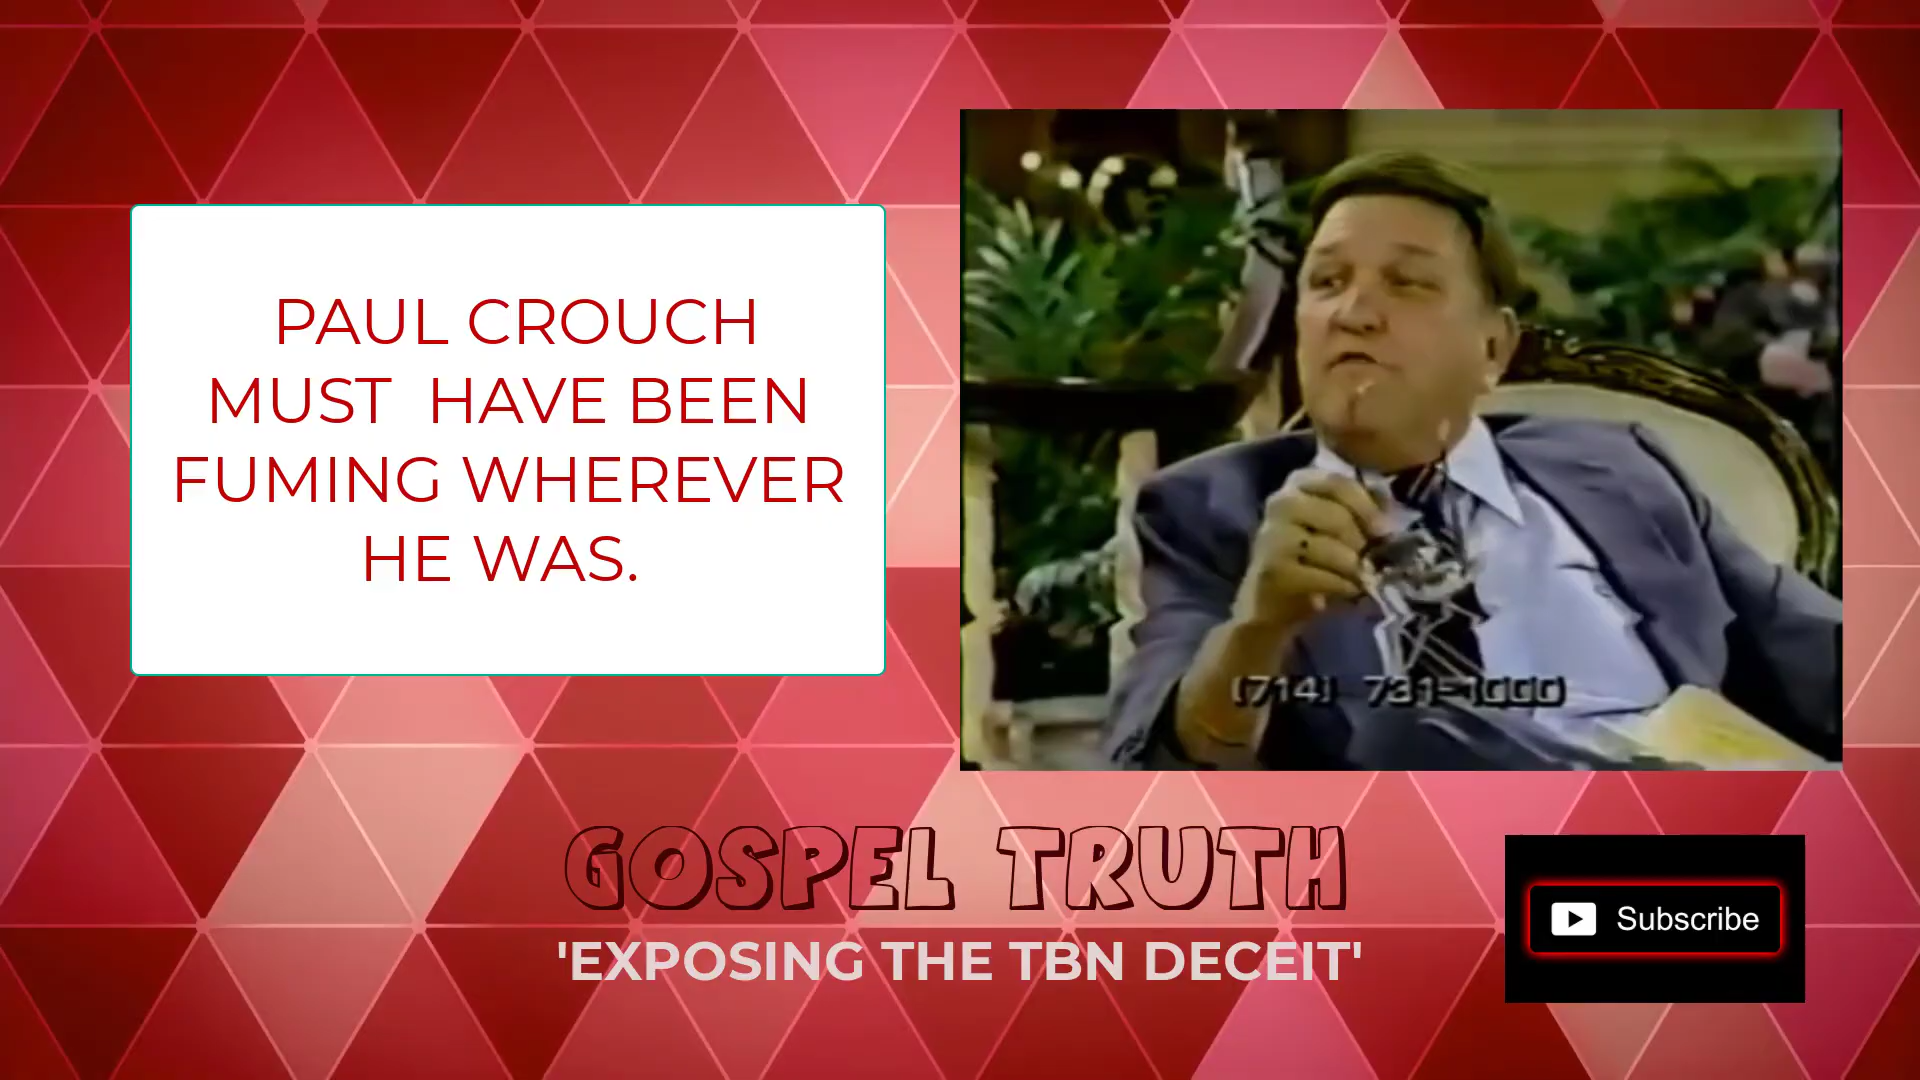 PAUL CROUCH
MUST  HAVE BEEN
FUMING WHEREVER
HE WAS.
(714) 731-1000
GOSPEL TRUTH
'EXPOSING THE TBN DECEIT'
Subscribe